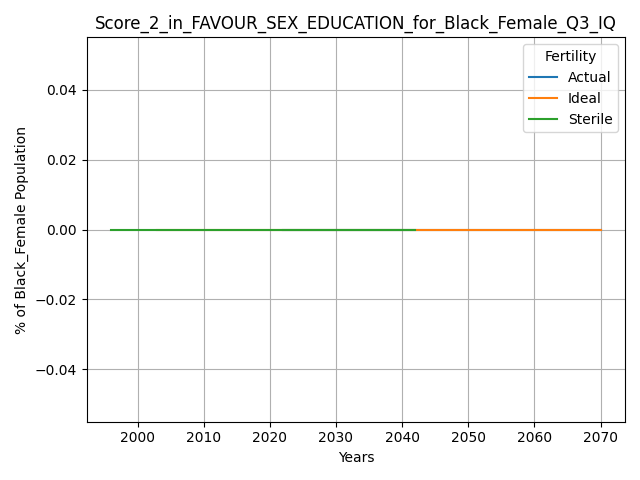 Score_2_in_FAVOUR_SEX_EDUCATION_for_Black_Female_Q3_IQ
Fertility
Actual
Ideal
Sterile
% of Black_Female Population
0.04
0.02
0.00
−0.02
−0.04
2000 2010 2020 2030 2040 2050 2060 2070
Years